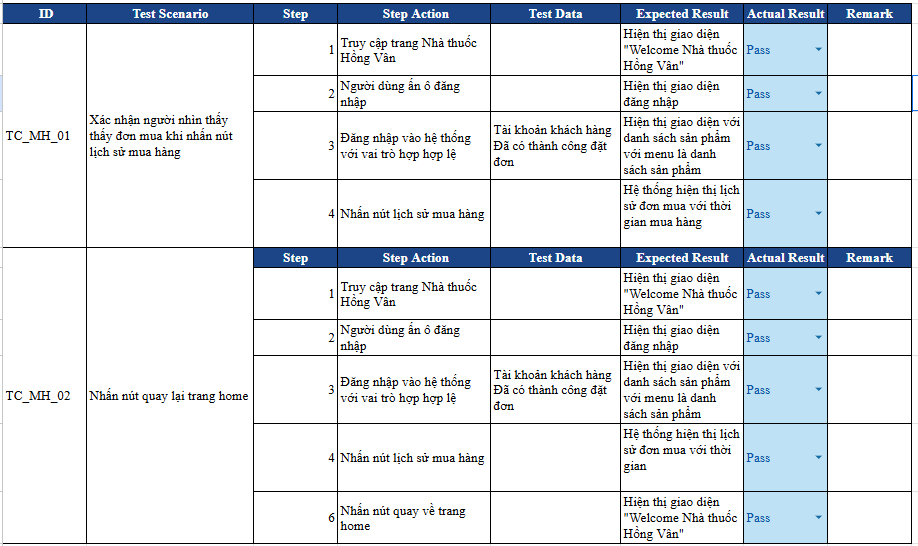 ID Test Scenario Step Step Action Test Data Expected Result Actual Result Remark
TC_MH_01
Xác nhận người nhìn thấy
thấy đơn mua khi nhấn nút
lịch sử mua hàng
1
Truy cập trang Nhà thuốc
Hồng Vân
Hiện thị giao diện
"Welcome Nhà thuốc
Hồng Vân"
Pass
2
Người dùng ấn ô đăng
nhập
Hiện thị giao diện
đăng nhập
Pass
3
Đăng nhập vào hệ thống
với vai trò hợp hợp lệ
Tài khoản khách hàng
Đã có thành công đặt
đơn
Hiện thị giao diện với
danh sách sản phẩm
với menu là danh
sách sản phẩm
Pass
4
Nhấn nút lịch sử mua hàng
Hệ thống hiện thị lịch
sử đơn mua với thời
gian mua hàng
Pass
Step Step Action Test Data Expected Result Actual Result Remark
TC_MH_02
Nhấn nút quay lại trang home
1
Truy cập trang Nhà thuốc
Hồng Vân
Hiện thị giao diện
"Welcome Nhà thuốc
Hồng Vân"
Pass
2
Người dùng ấn ô đăng
nhập
Hiện thị giao diện
đăng nhập
Pass
3
Đăng nhập vào hệ thống
với vai trò hợp hợp lệ
Tài khoản khách hàng
Đã có thành công đặt
đơn
Hiện thị giao diện với
danh sách sản phẩm
với menu là danh
sách sản phẩm
Pass
4
Nhấn nút lịch sử mua hàng
Hệ thống hiện thị lịch
sử đơn mua với thời
gian
Pass
6
Nhấn nút quay về trang
home
Hiện thị giao diện
"Welcome Nhà thuốc
Hồng Vân"
Pass